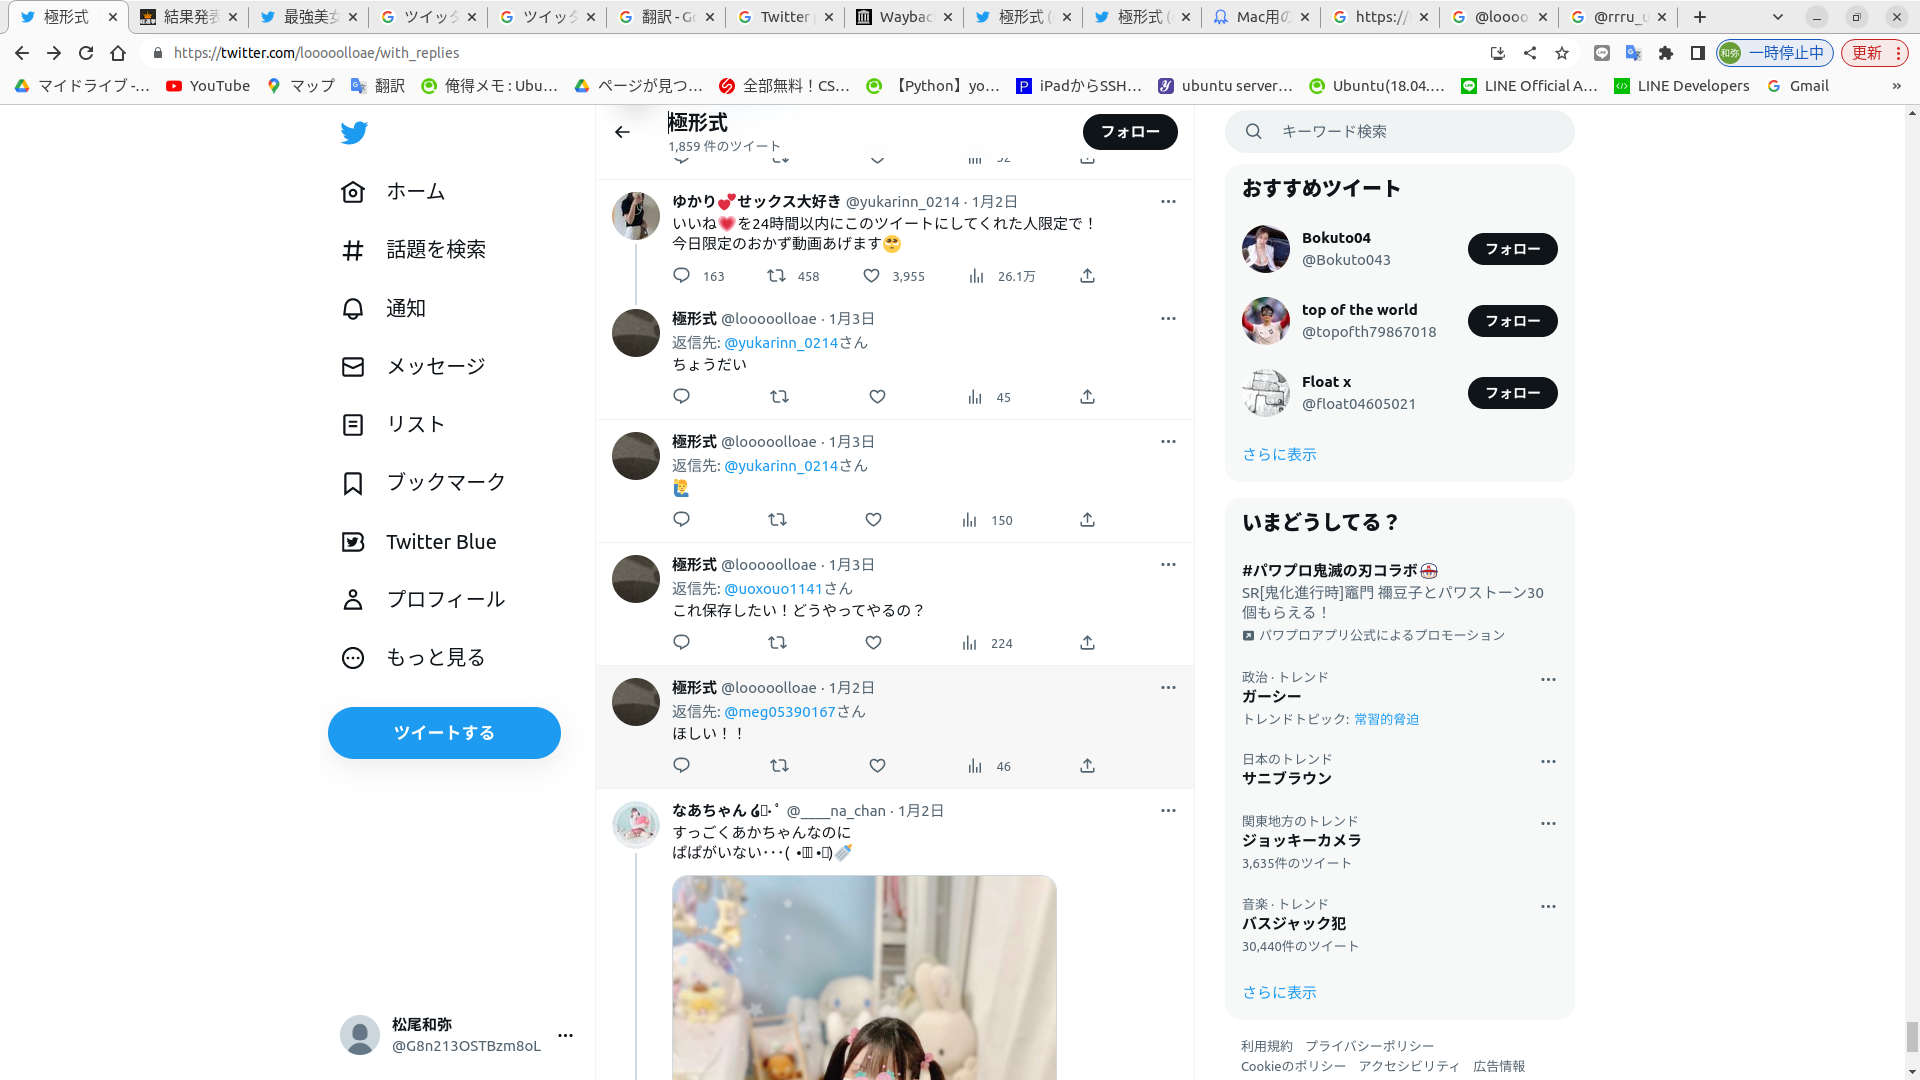 極形式
結果発表
最強美女
ツイッタ
ツイッタ
翻訳 - Go
Twitter p
Wayback
極形式 (
極形式 (
Mac用の
https://t
@loooo
@rrru_u
https://twitter.com/looooolloae/with_replies
和弥 一時停止中
更新
マイドライブ -...
YouTube
マップ
翻訳
俺得メモ : Ubu...
ページが見つ...
全部無料！CS...
【Python】yo...
iPadからSSH...
ubuntu server...
Ubuntu(18.04....
LINE Official A...
LINE Developers
Gmail
»
ホーム
話題を検索
通知
メッセージ
リスト
ブックマーク
Twitter Blue
プロフィール
もっと見る
ツイートする
松尾和弥
@G8n213OSTBzm8oL
極形式
1,859 件のツイート
フォロー
ゆかり💕せックス大好き @yukarinn_0214 · 1月2日
いいね💗を24時間以内にこのツイートにしてくれた人限定で！
今日限定のおかず動画あげます🥺
163 458 3,955 26.1万
極形式 @looooolloae · 1月3日
返信先: @yukarinn_0214さん
ちょうだい
45
極形式 @looooolloae · 1月3日
返信先: @yukarinn_0214さん
🙋‍♂️
150
極形式 @looooolloae · 1月3日
返信先: @uoxouo1141さん
これ保存したい！どうやってやるの？
224
極形式 @looooolloae · 1月2日
返信先: @meg05390167さん
ほしい！！
46
なあちゃん @____na_chan · 1月2日
すっごくあかちゃんなのに
ぱぱがいない･･･
キーワード検索
おすすめツイート
Bokuto04
@Bokuto043
フォロー
top of the world
@topofth79867018
フォロー
Float x
@float04605021
フォロー
さらに表示
いまどうしてる？
#パワプロ鬼滅の刃コラボ
SR[鬼化進行時]竈門 禰豆子とパワストーン30
個もらえる！
パワプロアプリ公式によるプロモーション
政治 · トレンド
ガーシー
トレンドトピック: 常習的脅迫
日本のトレンド
サニブラウン
関東地方のトレンド
ジョッキーカメラ
3,635件のツイート
音楽 · トレンド
バスジャック犯
30,440件のツイート
さらに表示
利用規約 プライバシーポリシー
Cookieのポリシー アクセシビリティ 広告情報